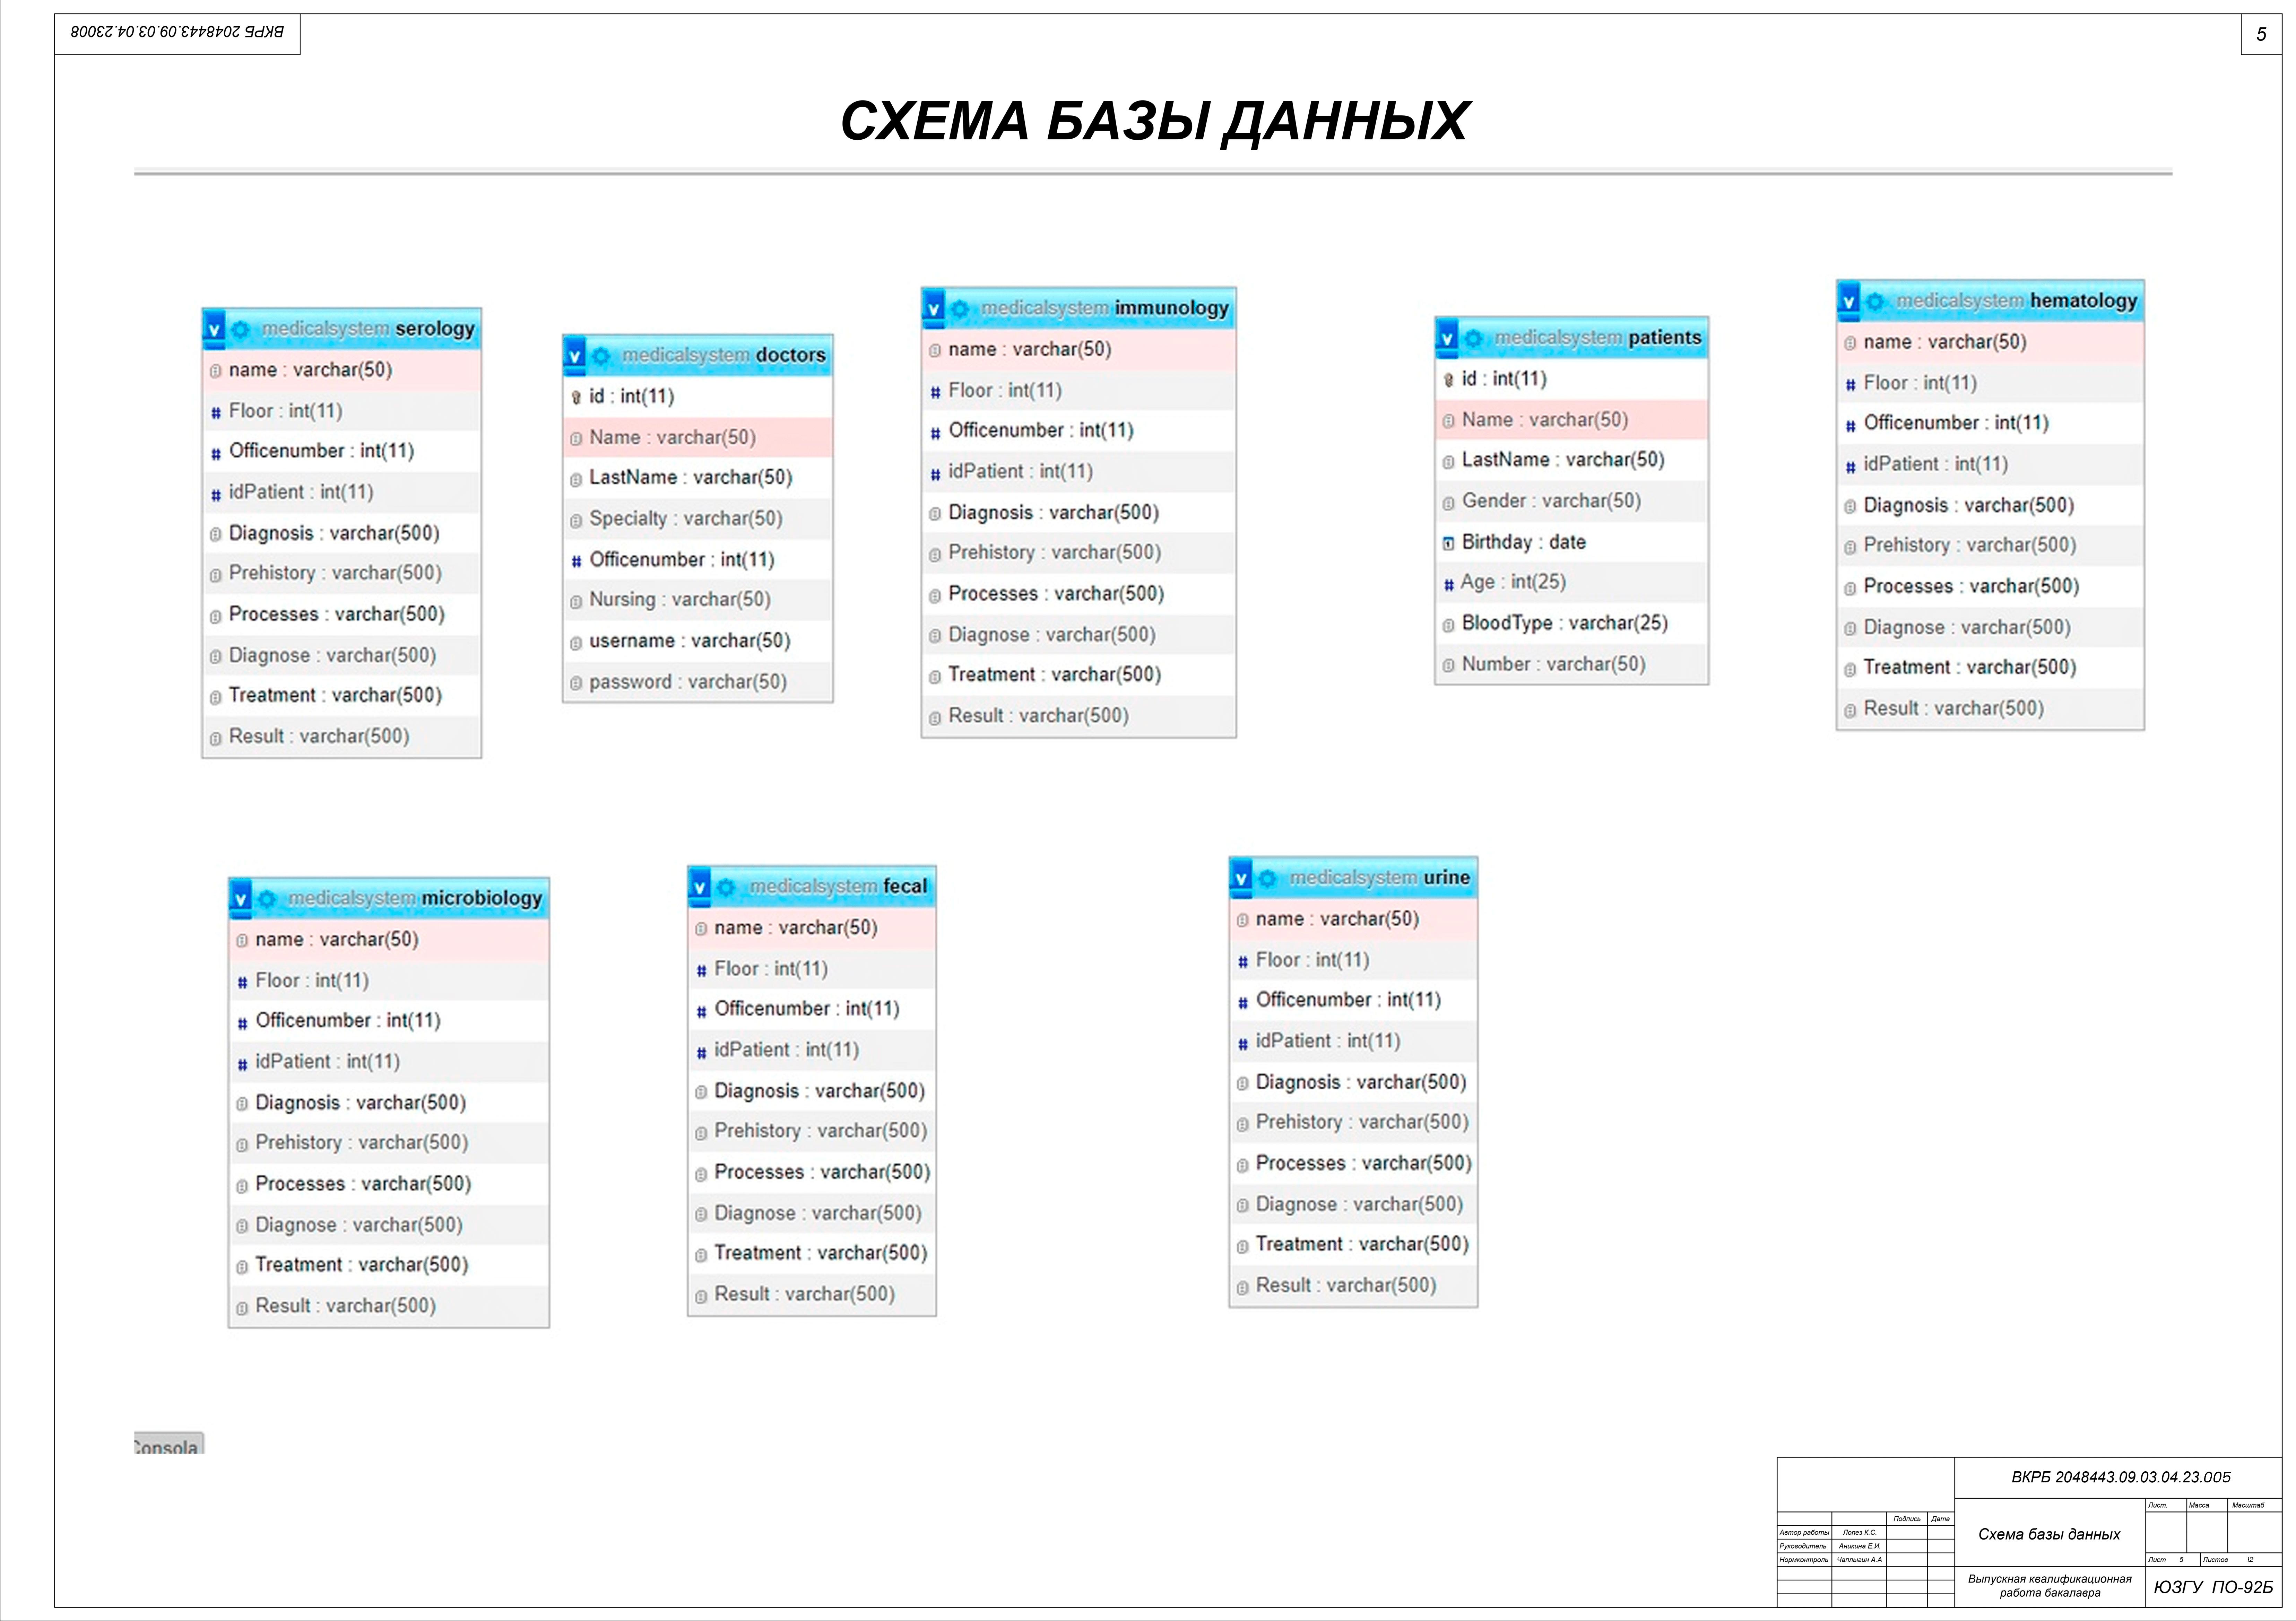 ВКРБ 2048443.09.03.04.23008
5
СХЕМА БАЗЫ ДАННЫХ
v medicalsystem serology
name : varchar(50)
# Floor : int(11)
# Officenumber : int(11)
# idPatient : int(11)
Diagnosis : varchar(500)
Prehistory : varchar(500)
Processes : varchar(500)
Diagnose : varchar(500)
Treatment : varchar(500)
Result : varchar(500)
v medicalsystem doctors
id : int(11)
Name : varchar(50)
LastName : varchar(50)
Specialty : varchar(50)
# Officenumber : int(11)
Nursing : varchar(50)
username : varchar(50)
password : varchar(50)
v medicalsystem immunology
name : varchar(50)
# Floor : int(11)
# Officenumber : int(11)
# idPatient : int(11)
Diagnosis : varchar(500)
Prehistory : varchar(500)
Processes : varchar(500)
Diagnose : varchar(500)
Treatment : varchar(500)
Result : varchar(500)
v medicalsystem patients
id : int(11)
Name : varchar(50)
LastName : varchar(50)
Gender : varchar(50)
Birthday : date
# Age : int(25)
BloodType : varchar(25)
Number : varchar(50)
v medicalsystem hematology
name : varchar(50)
# Floor : int(11)
# Officenumber : int(11)
# idPatient : int(11)
Diagnosis : varchar(500)
Prehistory : varchar(500)
Processes : varchar(500)
Diagnose : varchar(500)
Treatment : varchar(500)
Result : varchar(500)
v medicalsystem microbiology
name : varchar(50)
# Floor : int(11)
# Officenumber : int(11)
# idPatient : int(11)
Diagnosis : varchar(500)
Prehistory : varchar(500)
Processes : varchar(500)
Diagnose : varchar(500)
Treatment : varchar(500)
Result : varchar(500)
v medicalsystem fecal
name : varchar(50)
# Floor : int(11)
# Officenumber : int(11)
# idPatient : int(11)
Diagnosis : varchar(500)
Prehistory : varchar(500)
Processes : varchar(500)
Diagnose : varchar(500)
Treatment : varchar(500)
Result : varchar(500)
v medicalsystem urine
name : varchar(50)
# Floor : int(11)
# Officenumber : int(11)
# idPatient : int(11)
Diagnosis : varchar(500)
Prehistory : varchar(500)
Processes : varchar(500)
Diagnose : varchar(500)
Treatment : varchar(500)
Result : varchar(500)
Consola
ВКРБ 2048443.09.03.04.23.005
Лист. Масса Масштаб
Подпись Дата
Автор работы Лопез К.С.
Руководитель Аникина Е.И.
Нормконтроль Чаплыгин А.А
Схема базы данных
Лист 5 Листов 12
Выпускная квалификационная
работа бакалавра
ЮЗГУ ПО-92Б